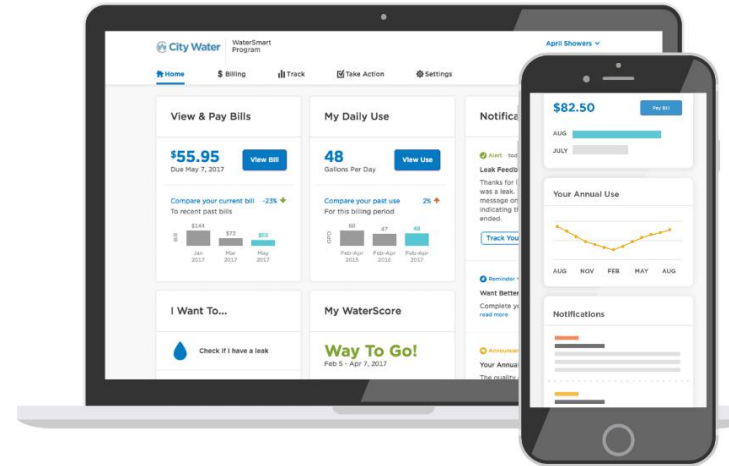 City Water
WaterSmart
Program
April Showers
Home
$ Billing
Track
Take Action
Settings
View & Pay Bills
$55.95
Due May 7, 2017
View Bill
Compare your current bill -23%
To recent past bills
$144
$73
Jan
2017
Mar
2017
May
2017
My Daily Use
48
Gallons Per Day
View Use
Compare your past use 2%
For this billing period
GPD
47
48
Feb-Apr
2015
Feb-Apr
2016
Feb-Apr
2017
Notifica
Alert
Leak Feedb
Thanks for
was a leak.
message on
indicating th
ended.
Track You
Reminder
Want Better
Complete yo
read more
Announce
Your Annual
The quality
I Want To...
Check if I have a leak
My WaterScore
Way To Go!
Feb 5 - Apr 7, 2017
$82.50
Pay Bill
AUG
JULY
Your Annual Use
AUG NOV FEB MAY AUG
Notifications